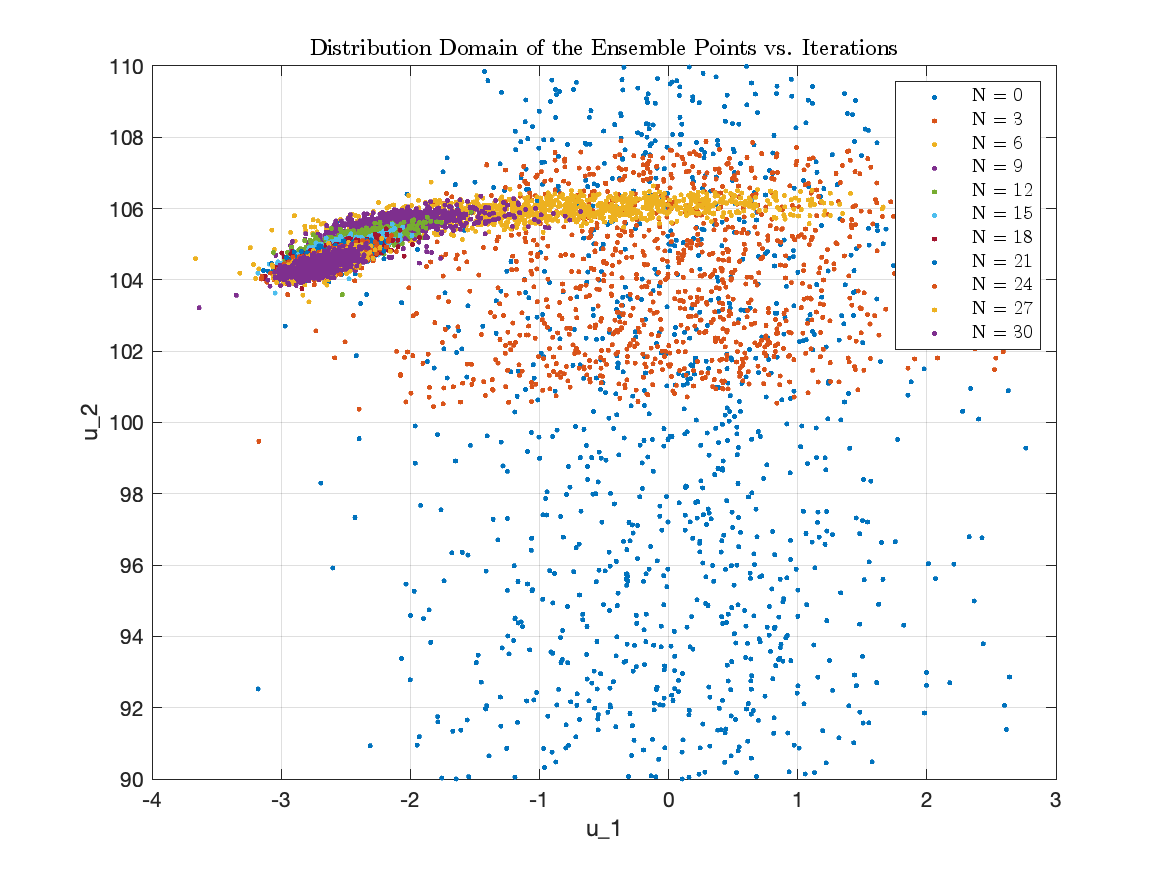 Distribution Domain of the Ensemble Points vs. Iterations
110
108
106
104
102
100
98
96
94
92
90
u_2
N = 0
N = 3
N = 6
N = 9
N = 12
N = 15
N = 18
N = 21
N = 24
N = 27
N = 30
-4
-3
-2
-1
0
1
2
3
u_1